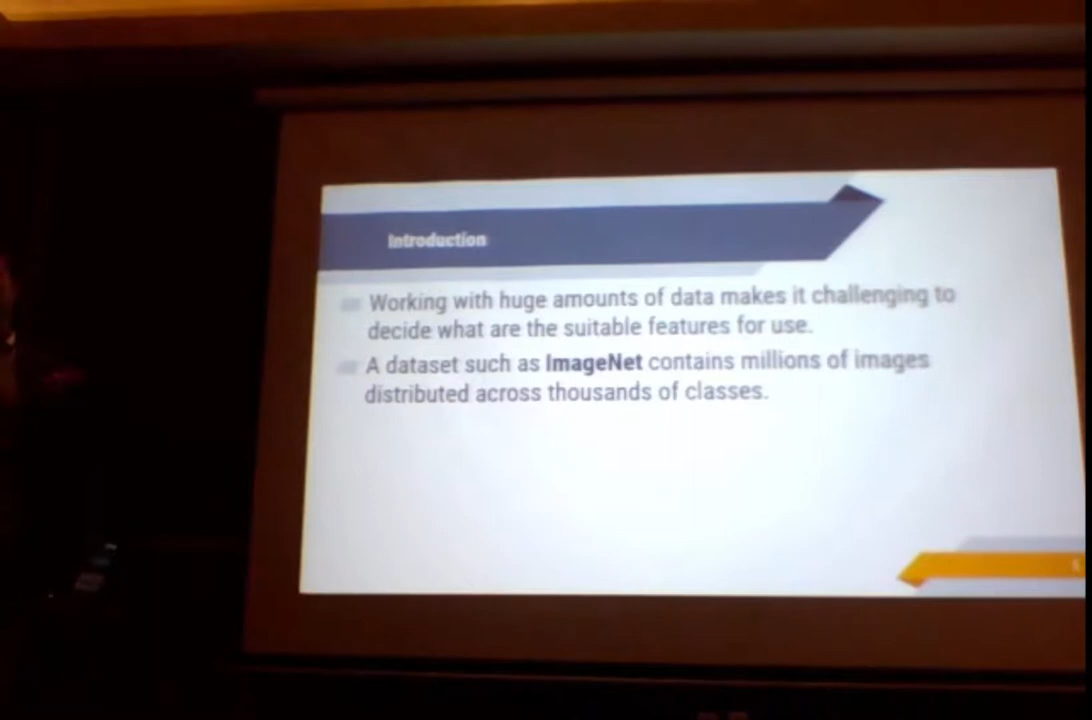 Introduction
Working with huge amounts of data makes it challenging to
decide what are the suitable features for use.
A dataset such as ImageNet contains millions of images
distributed across thousands of classes.